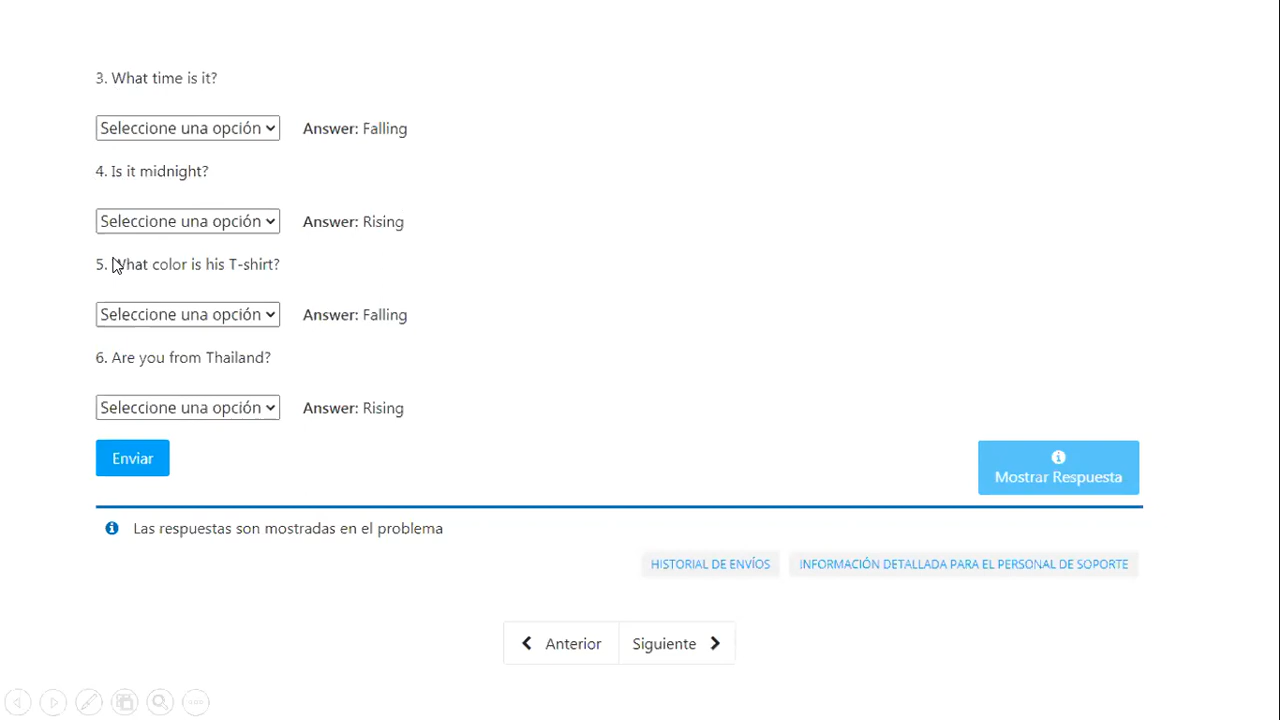 3. What time is it?
Seleccione una opción Answer: Falling
4. Is it midnight?
Seleccione una opción Answer: Rising
5. What color is his T-shirt?
Seleccione una opción Answer: Falling
6. Are you from Thailand?
Seleccione una opción Answer: Rising
Enviar
Mostrar Respuesta
Las respuestas son mostradas en el problema
HISTORIAL DE ENVÍOS INFORMACIÓN DETALLADA PARA EL PERSONAL DE SOPORTE
Anterior Siguiente